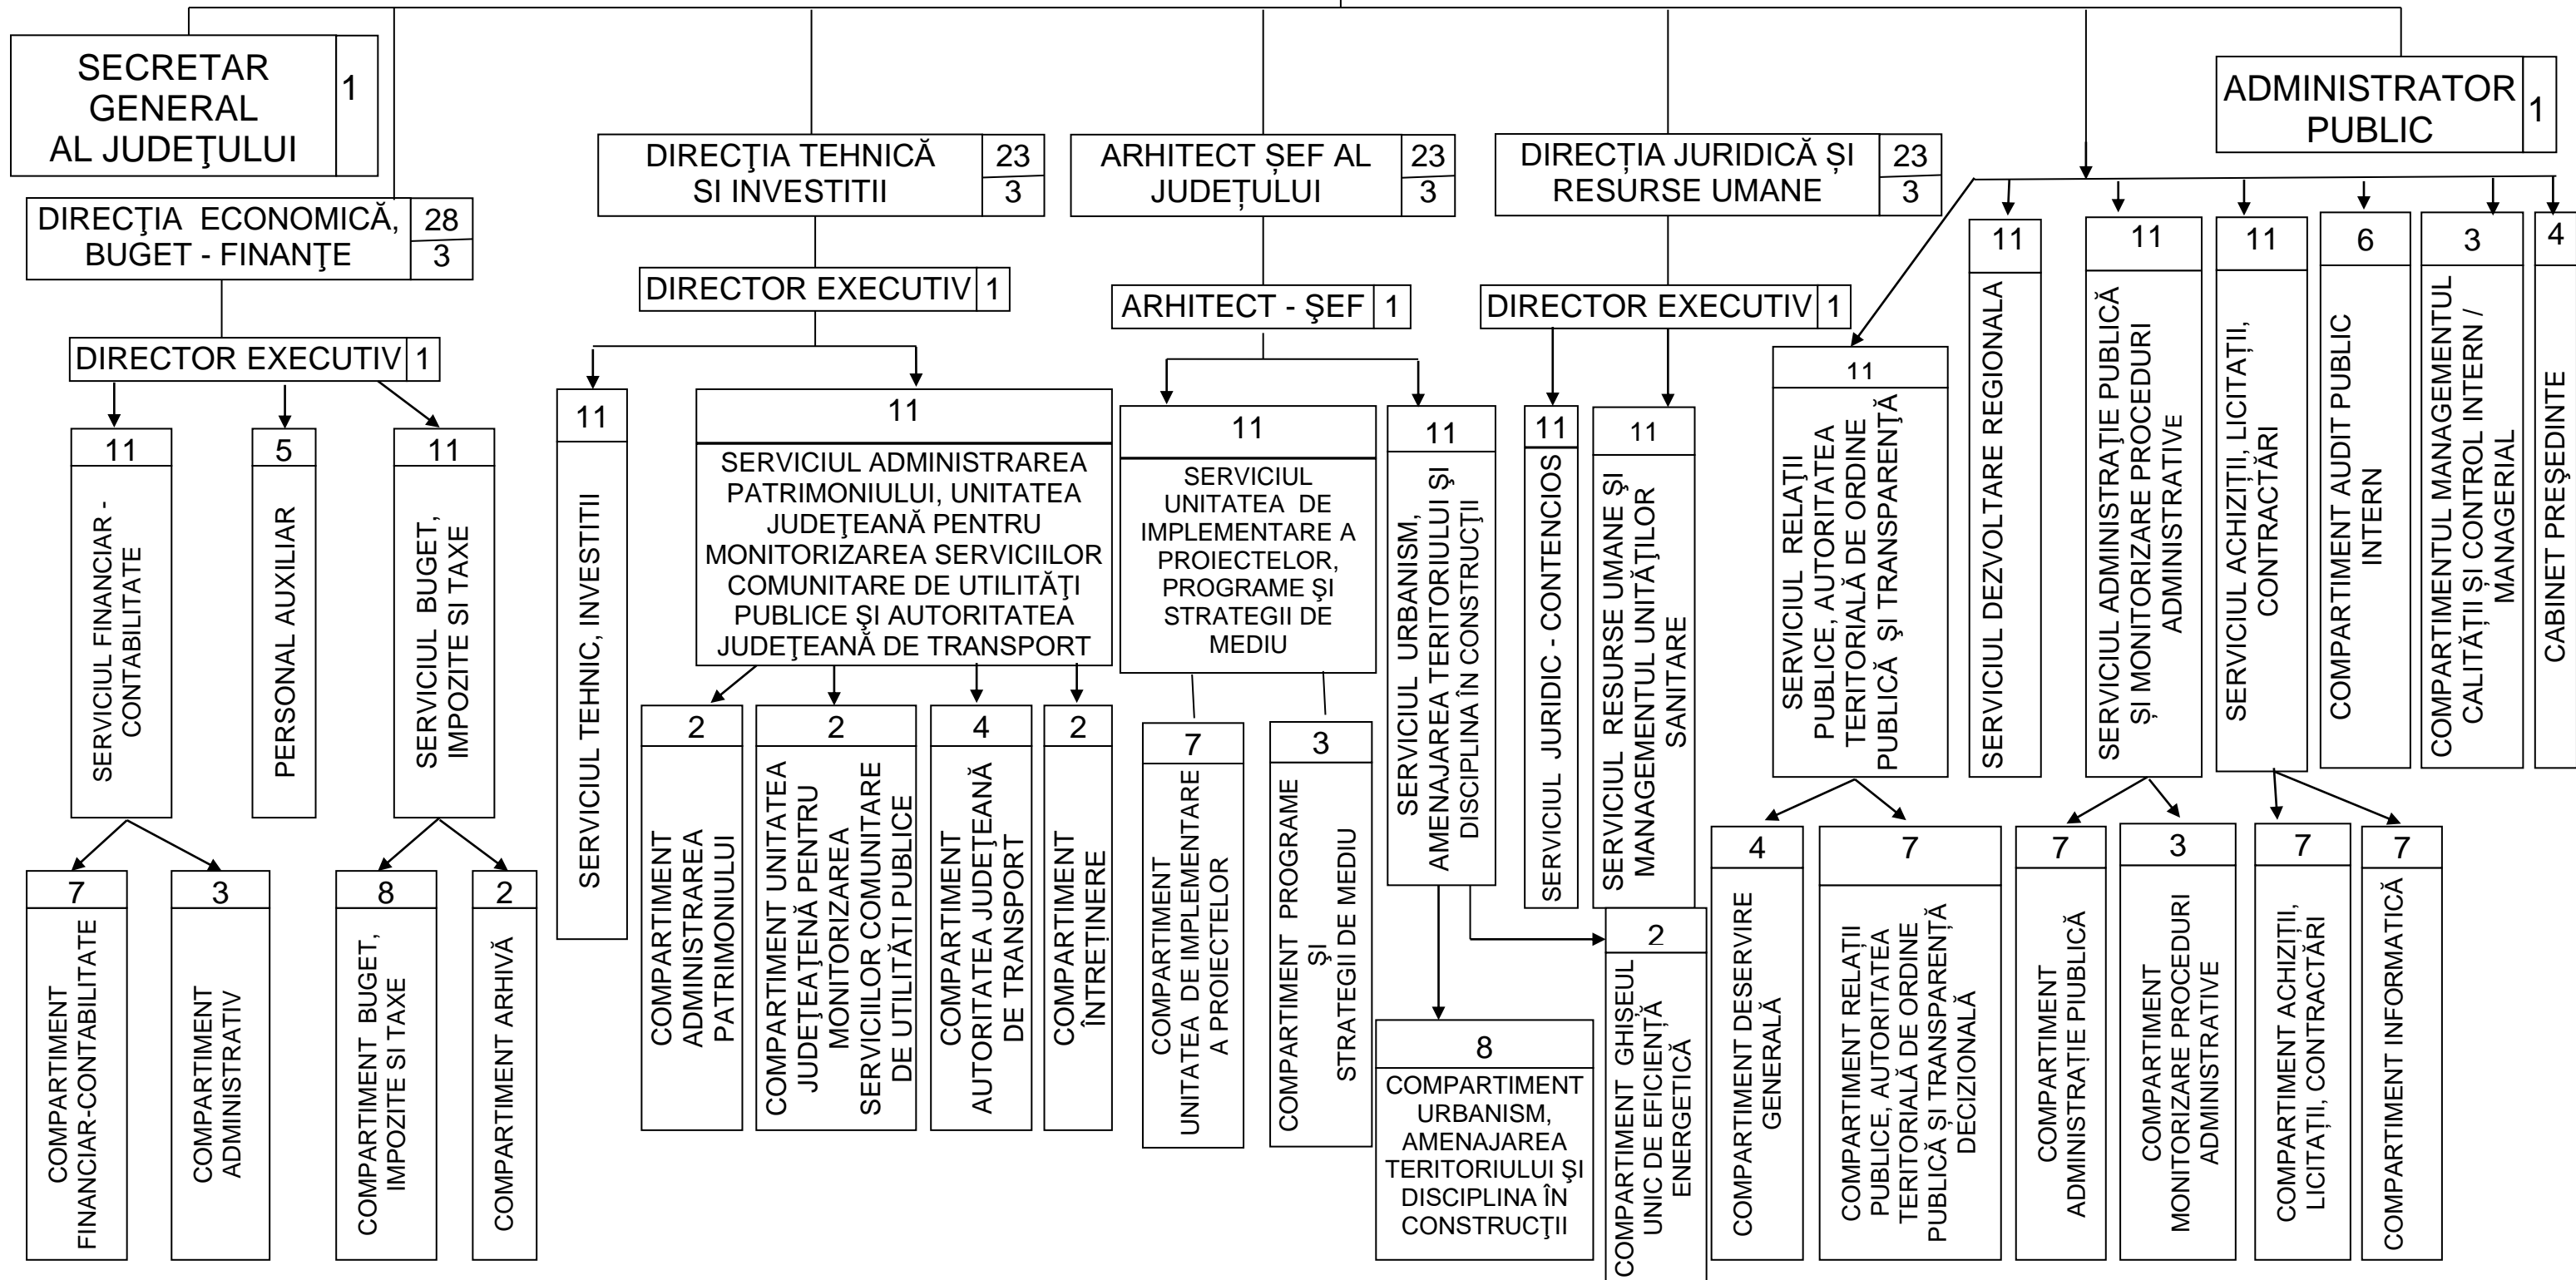 SECRETAR
GENERAL
AL JUDEŢULUI
1
ADMINISTRATOR
PUBLIC
1
DIRECŢIA ECONOMICĂ,
BUGET - FINANŢE
28
3
DIRECŢIA TEHNICĂ
SI INVESTITII
23
3
ARHITECT ȘEF AL
JUDEȚULUI
23
3
DIRECȚIA JURIDICĂ ȘI
RESURSE UMANE
23
3
DIRECTOR EXECUTIV 1
DIRECTOR EXECUTIV 1
ARHITECT - ŞEF 1
DIRECTOR EXECUTIV 1
11
SERVICIUL FINANCIAR -
CONTABILITATE
5
PERSONAL AUXILIAR
11
SERVICIUL BUGET,
IMPOZITE SI TAXE
11
SERVICIUL TEHNIC, INVESTITII
11
SERVICIUL ADMINISTRAREA
PATRIMONIULUI, UNITATEA
JUDEŢEANĂ PENTRU
MONITORIZAREA SERVICIILOR
COMUNITARE DE UTILITĂŢI
PUBLICE ŞI AUTORITATEA
JUDEŢEANĂ DE TRANSPORT
11
SERVICIUL
UNITATEA DE
IMPLEMENTARE A
PROIECTELOR,
PROGRAME ŞI
STRATEGII DE
MEDIU
11
SERVICIUL URBANISM,
AMENAJAREA TERITORIULUI ŞI
DISCIPLINA ÎN CONSTRUCŢII
11
SERVICIUL JURIDIC - CONTENCIOS
11
SERVICIUL RESURSE UMANE ŞI
MANAGEMENTUL UNITĂŢILOR
SANITARE
11
SERVICIUL RELAŢII
PUBLICE, AUTORITATEA
TERITORIALĂ DE ORDINE
PUBLICĂ ŞI TRANSPARENŢĂ
11
SERVICIUL DEZVOLTARE REGIONALA
11
SERVICIUL ADMINISTRAŢIE PUBLICĂ
ȘI MONITORIZARE PROCEDURI
ADMINISTRATIVE
11
SERVICIUL ACHIZIȚII, LICITAȚII,
CONTRACTĂRI
6
COMPARTIMENT AUDIT PUBLIC
INTERN
3
COMPARTIMENTUL MANAGEMENTUL
CALITĂȚII ȘI CONTROL INTERN /
MANAGERIAL
4
CABINET PREŞEDINTE
7
COMPARTIMENT
FINANCIAR-CONTABILITATE
3
COMPARTIMENT
ADMINISTRATIV
8
COMPARTIMENT BUGET,
IMPOZITE SI TAXE
2
COMPARTIMENT ARHIVĂ
2
COMPARTIMENT
ADMINISTRAREA
PATRIMONIULUI
2
COMPARTIMENT UNITATEA
JUDEŢEAŢENĂ PENTRU
MONITORIZAREA
SERVICIILOR COMUNITARE
DE UTILITĂȚI PUBLICE
4
COMPARTIMENT
AUTORITATEA JUDEŢEANĂ
DE TRANSPORT
2
COMPARTIMENT
ÎNTREȚINERE
7
COMPARTIMENT
UNITATEA DE IMPLEMENTARE
A PROIECTELOR
3
COMPARTIMENT PROGRAME
ŞI
STRATEGII DE MEDIU
8
COMPARTIMENT
URBANISM,
AMENAJAREA
TERITORIULUI ŞI
DISCIPLINA ÎN
CONSTRUCŢII
2
COMPARTIMENT GHIȘEUL
UNIC DE EFICIENȚĂ
ENERGETICĂ
4
COMPARTIMENT DESERVIRE
GENERALĂ
7
COMPARTIMENT RELAȚII
PUBLICE, AUTORITATEA
TERITORIALĂ DE ORDINE
PUBLICĂ ȘI TRANSPARENȚĂ
DECIZIONALĂ
7
COMPARTIMENT
ADMINISTRAȚIE PIUBLICĂ
3
COMPARTIMENT
MONITORIZARE PROCEDURI
ADMINISTRATIVE
7
COMPARTIMENT ACHIZIȚII,
LICITAȚII, CONTRACTĂRI
7
COMPARTIMENT INFORMATICĂ